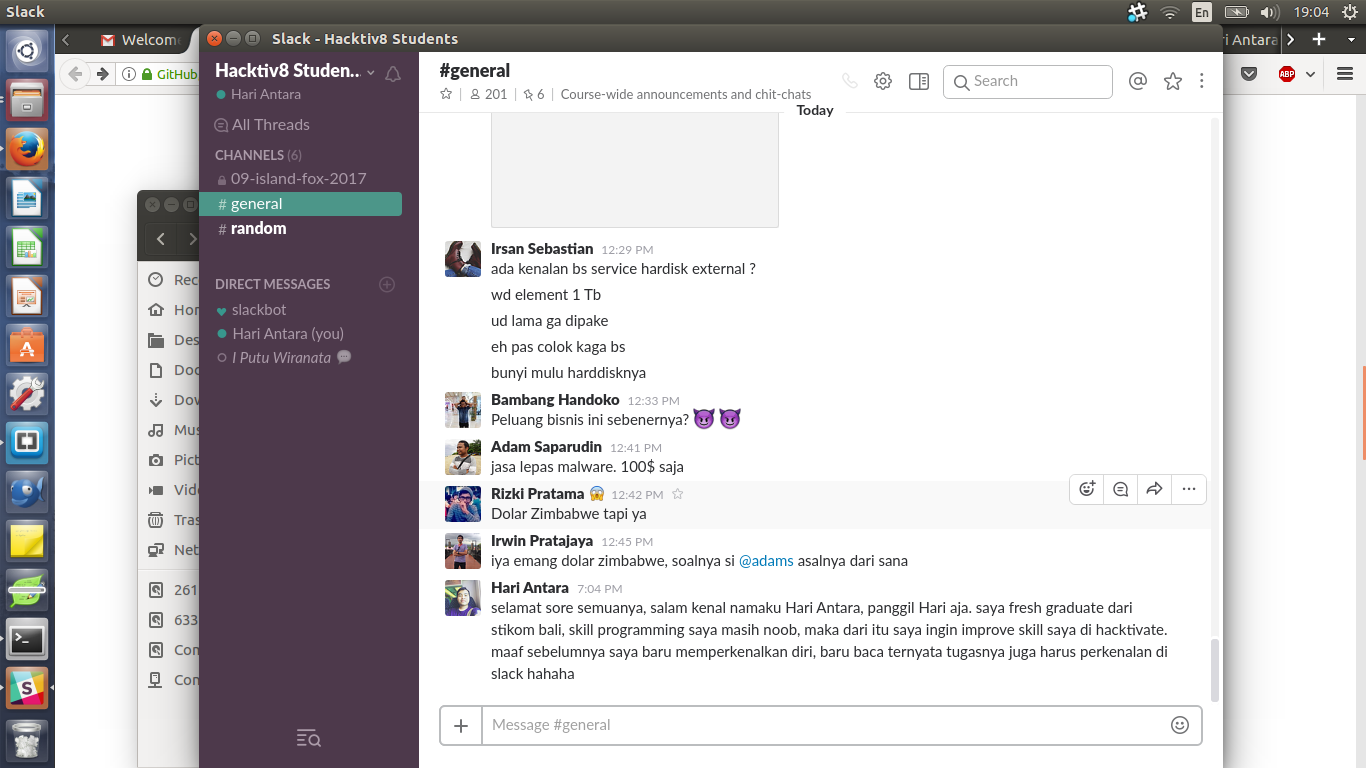 Slack
En
19:04
Welcom
Slack - Hacktiv8 Students
ri Antara
GitHub
ABP
Hacktiv8 Studen...
Hari Antara
All Threads
CHANNELS (6)
09-island-fox-2017
# general
# random
DIRECT MESSAGES
slackbot
Hari Antara (you)
I Putu Wiranata
#general
201
6
Course-wide announcements and chit-chats
Search
Today
Irsan Sebastian 12:29 PM
ada kenalan bs service hardisk external ?
wd element 1 Tb
ud lama ga dipake
eh pas colok kaga bs
bunyi mulu harddisknya
Bambang Handoko 12:33 PM
Peluang bisnis ini sebenernya? 😈 😈
Adam Saparudin 12:41 PM
jasa lepas malware. 100$ saja
Rizki Pratama 😱 12:42 PM
Dolar Zimbabwe tapi ya
Irwin Pratajaya 12:45 PM
iya emang dolar zimbabwe, soalnya si @adams asalnya dari sana
Hari Antara 7:04 PM
selamat sore semuanya, salam kenal namaku Hari Antara, panggil Hari aja. saya fresh graduate dari
stikom bali, skill programming saya masih noob, maka dari itu saya ingin improve skill saya di hacktivate.
maaf sebelumnya saya baru memperkenalkan diri, baru baca ternyata tugasnya juga harus perkenalan di
slack hahaha
Message #general
Rec
Hor
Des
Doc
Dov
Mus
Pict
Vide
Tras
Net
261
633
Con
Con